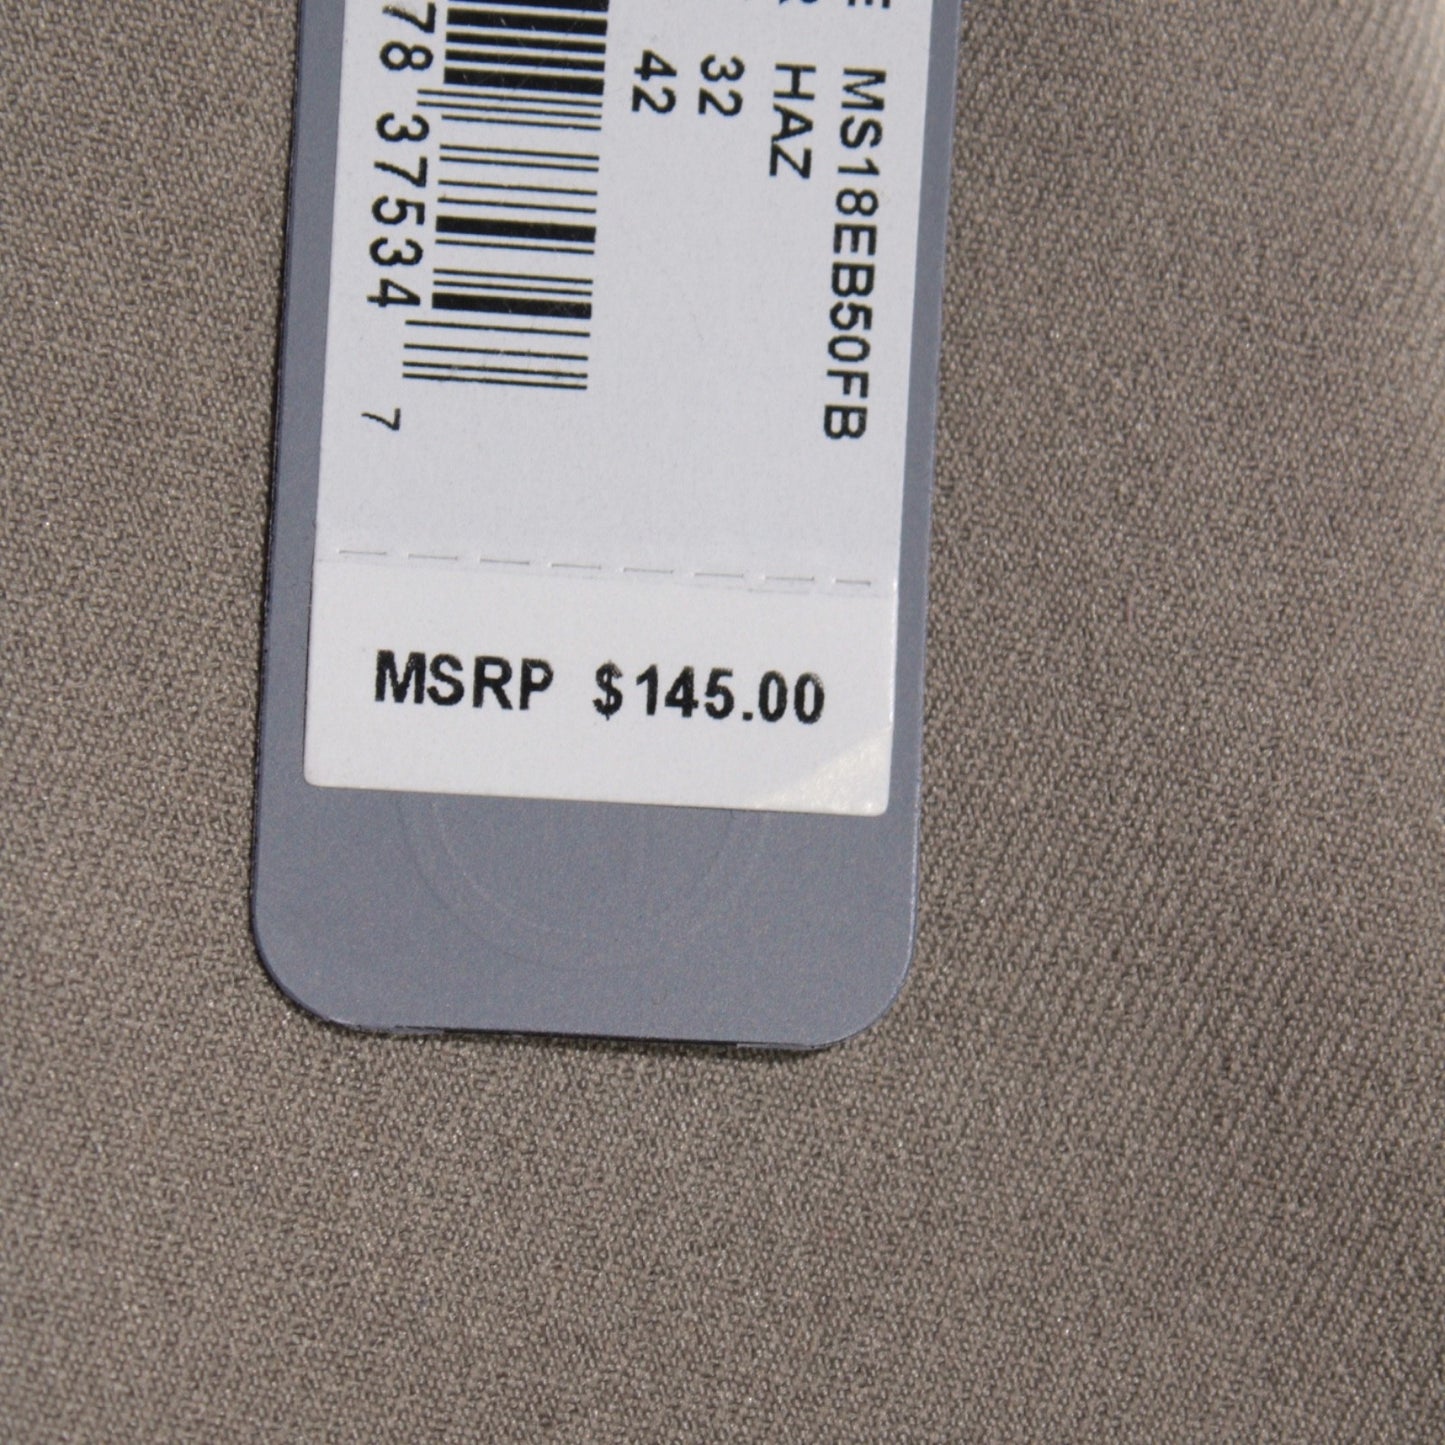 E MS18EB50FB
R HAZ
32
42
78 37534 7
MSRP $145.00